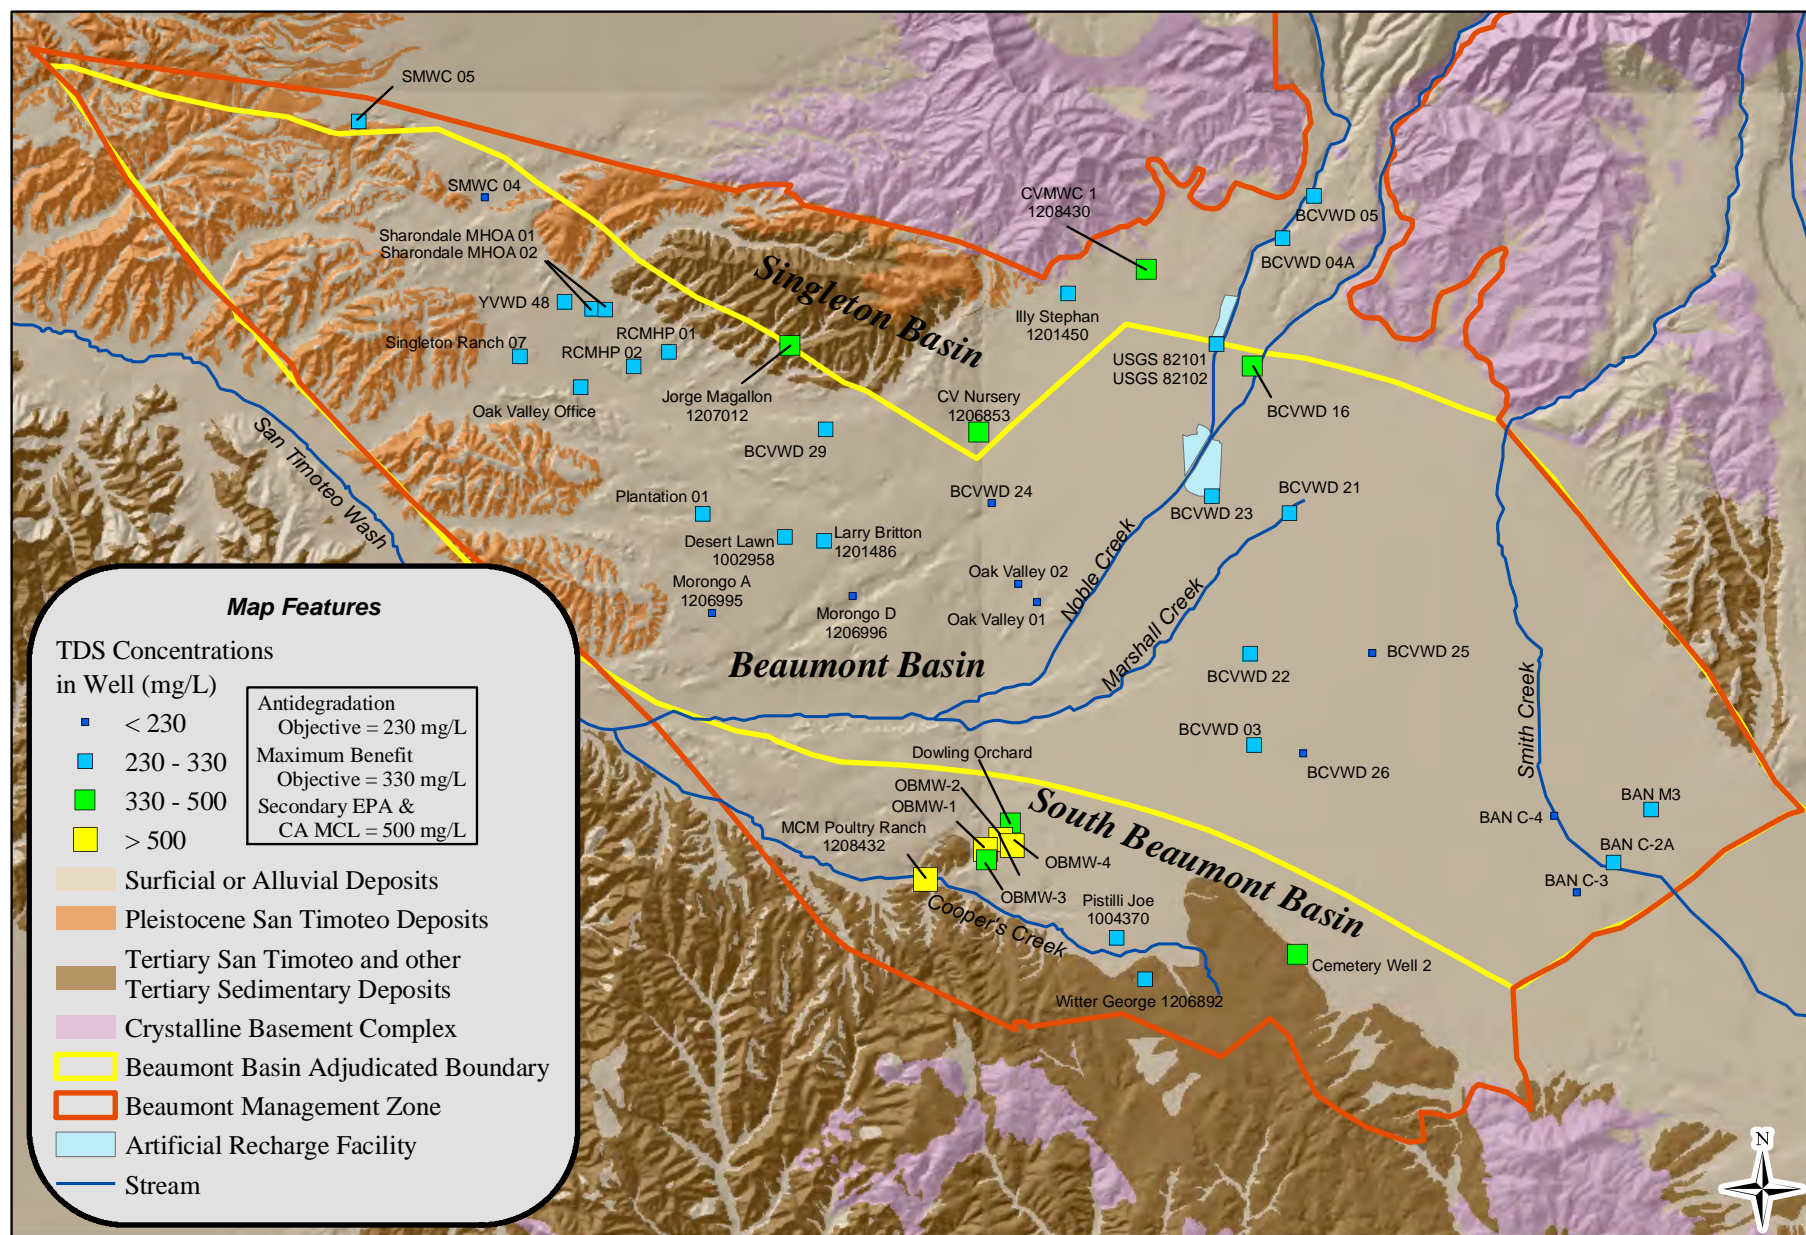 SMWC 05
SMWC 04
CVMWC 1
1208430
BCVWD 05
Sharondale MHOA 01
Sharondale MHOA 02
BCVWD 04A
Singleton Basin
YVWD 48
Illy Stephan
1201450
RCMHP 01
Singleton Ranch 07
RCMHP 02
USGS 82101
USGS 82102
Oak Valley Office
Jorge Magallon
1207012
CV Nursery
1206853
BCVWD 16
San Timoteo Wash
BCVWD 29
Plantation 01
BCVWD 24
BCVWD 21
BCVWD 23
Desert Lawn
1002958
Larry Britton
1201486
Noble Creek
Morongo A
1206995
Oak Valley 02
Morongo D
1206996
Oak Valley 01
Marshall Creek
Beaumont Basin
BCVWD 25
BCVWD 22
Smith Creek
BCVWD 03
Dowling Orchard
BCVWD 26
OBMW-2
OBMW-1
South Beaumont Basin
BAN M3
MCM Poultry Ranch
1208432
BAN C-4
OBMW-4
BAN C-2A
BAN C-3
OBMW-3
Cooper's Creek
Pistilli Joe
1004370
Cemetery Well 2
Witter George 1206892
Map Features
TDS Concentrations
in Well (mg/L)
< 230
230 - 330
330 - 500
> 500
Antidegradation
Objective = 230 mg/L
Maximum Benefit
Objective = 330 mg/L
Secondary EPA &
CA MCL = 500 mg/L
Surficial or Alluvial Deposits
Pleistocene San Timoteo Deposits
Tertiary San Timoteo and other
Tertiary Sedimentary Deposits
Crystalline Basement Complex
Beaumont Basin Adjudicated Boundary
Beaumont Management Zone
Artificial Recharge Facility
Stream
N